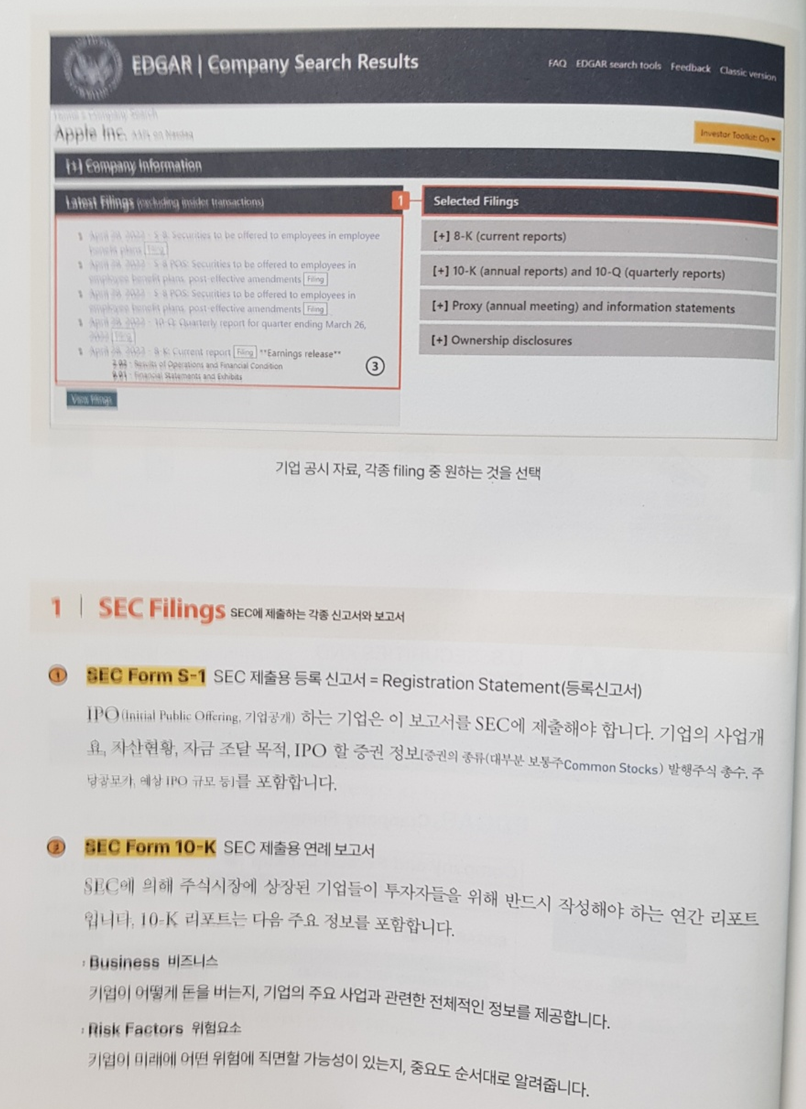 EDGAR | Company Search Results
FAQ EDGAR search tools Feedback Classic version
Apple Inc. on Nasdaq
Investor Toolkit: On
[+] Company Information
Latest Filings (excluding insider transactions)
1 Selected Filings
S-8: Securities to be offered to employees in employee
benefit plans Filing
S-8 POS: Securities to be offered to employees in
employee benefit plans, post-effective amendments Filing
S-8 POS: Securities to be offered to employees in
employee benefit plans, post-effective amendments Filing
10-Q: Quarterly report for quarter ending March 26,
Filing
8-K: Current report Filing **Earnings release**
2.02 - Results of Operations and Financial Condition
9.01 - Financial Statements and Exhibits
3
View filings
[+] 8-K (current reports)
[+] 10-K (annual reports) and 10-Q (quarterly reports)
[+] Proxy (annual meeting) and information statements
[+] Ownership disclosures
기업 공시 자료, 각종 filing 중 원하는 것을 선택
1 | SEC Filings SEC에 제출하는 각종 신고서와 보고서
1 SEC Form S-1 SEC 제출용 등록 신고서 = Registration Statement(등록신고서)
IPO(Initial Public Offering, 기업공개) 하는 기업은 이 보고서를 SEC에 제출해야 합니다. 기업의 사업개
요, 자산현황, 자금 조달 목적, IPO 할 증권 정보[증권의 종류(대부분 보통주Common Stocks) 발행주식 총수, 주
당공모가, 예상 IPO 규모 등]를 포함합니다.
2 SEC Form 10-K SEC 제출용 연례 보고서
SEC에 의해 주식시장에 상장된 기업들이 투자자들을 위해 반드시 작성해야 하는 연간 리포트
입니다. 10-K 리포트는 다음 주요 정보를 포함합니다.
Business 비즈니스
기업이 어떻게 돈을 버는지, 기업의 주요 사업과 관련한 전체적인 정보를 제공합니다.
Risk Factors 위험요소
기업이 미래에 어떤 위험에 직면할 가능성이 있는지, 중요도 순서대로 알려줍니다.